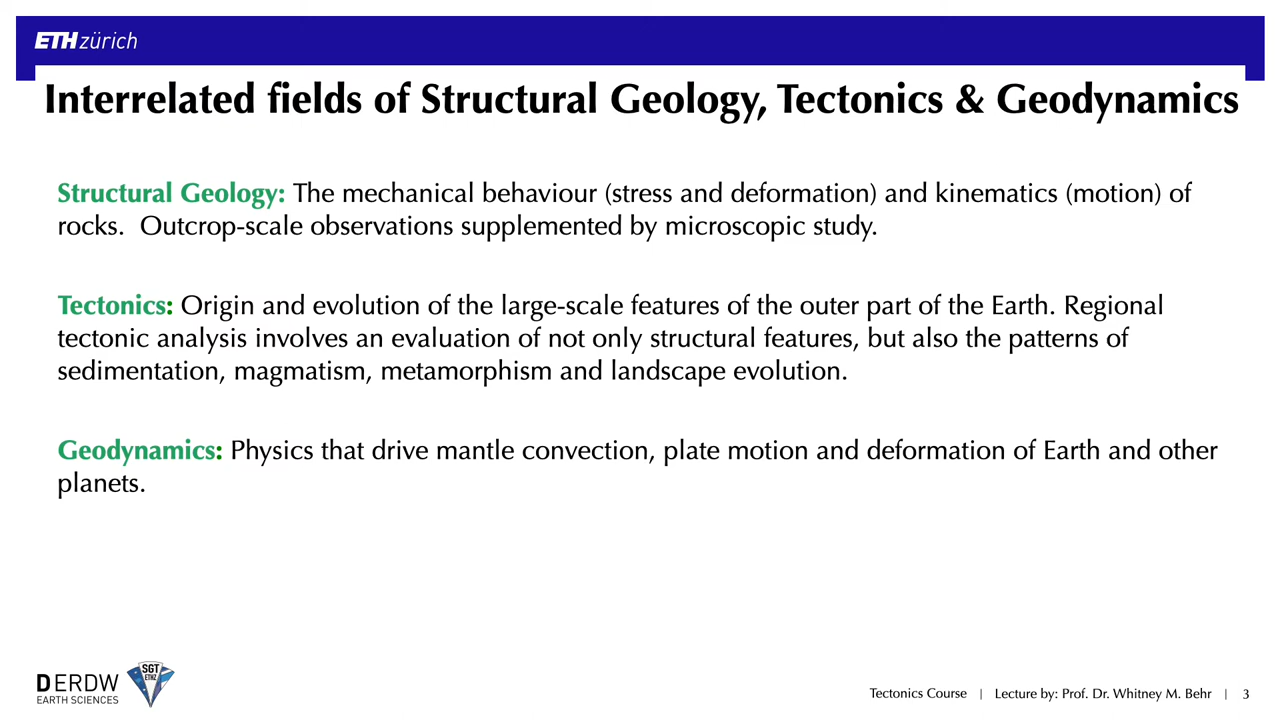 ETH zürich
Interrelated fields of Structural Geology, Tectonics & Geodynamics
Structural Geology: The mechanical behaviour (stress and deformation) and kinematics (motion) of
rocks.  Outcrop-scale observations supplemented by microscopic study.
Tectonics: Origin and evolution of the large-scale features of the outer part of the Earth. Regional
tectonic analysis involves an evaluation of not only structural features, but also the patterns of
sedimentation, magmatism, metamorphism and landscape evolution.
Geodynamics: Physics that drive mantle convection, plate motion and deformation of Earth and other
planets.
D ERDW
EARTH SCIENCES
SGT
ETHZ
Tectonics Course | Lecture by: Prof. Dr. Whitney M. Behr | 3